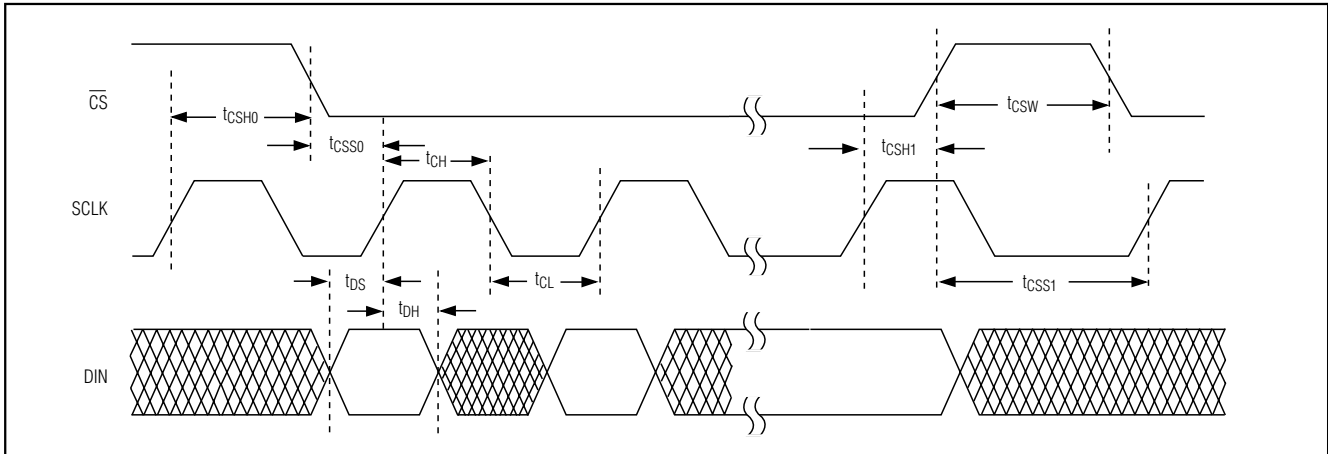 CS
tCSH0
tCSW
tCSS0
tCH
tCSH1
SCLK
tDS
tCL
tCSS1
tDH
DIN